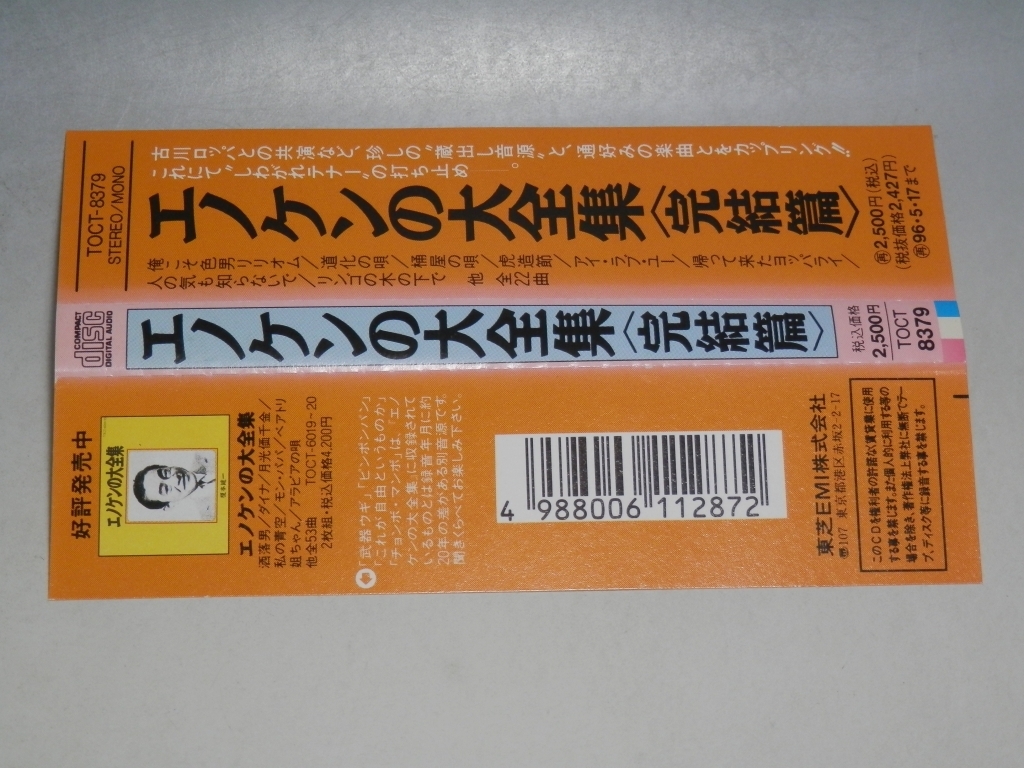 TOCT-8379
STEREO/MONO
古川ロッパとの共演など、珍しの“蔵出し音源”と、通好みの楽曲とをカップリング!!
これにて“しわがれテナー”の打ち止め――。
エノケンの大全集〈完結篇〉
俺こそ色男リリオム/道化の唄/桶屋の唄/虎造節/アイ・ラブ・ユー/帰って来たヨッパライ/
人の気も知らないで/リンゴの木の下で 他 全22曲
㊢2,500円(税込)
(税抜価格2,427円)
㊢96・5・17まで
COMPACT
disc
DIGITAL AUDIO
エノケンの大全集〈完結篇〉
税込価格
2,500円
TOCT
8379
好評発売中
エノケンの大全集
榎本健一
エノケンの大全集
洒落男/ダイナ/月光価千金/
私の青空/モン・パパ/ベアトリ
姐ちゃん/アラビアの唄
他全53曲 TOCT-6019~20
2枚組・税込価格4,200円
「武器ウギ」「ピンポンパン」
「これが自由というものか」
「チョンボ・マンボ」は、『エノ
ケンの大全集』に収録されて
いるものとは録音年月に約
20年の差がある別音源です。
聞きくらべてお楽しみ下さい。
4 988006 112872
東芝EMI株式会社
〠107 東京都港区赤坂2-2-17
このCDを権利者の許諾なく賃貸業に使用
する事を禁じます。また個人的に利用する等の
場合を除き、著作権法上弊社に無断でテー
プ、ディスク等に録音する事を禁じます。